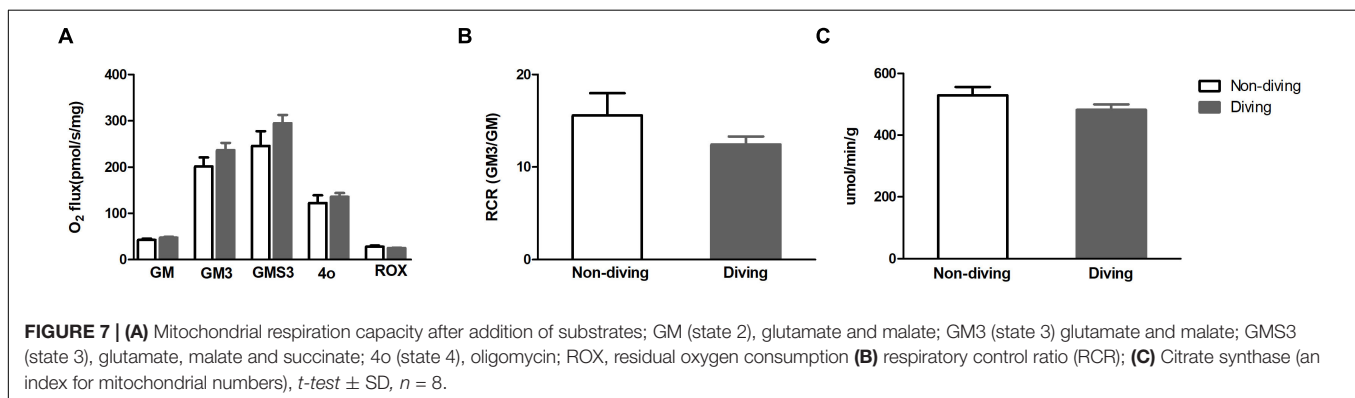 A
B
C
O2 flux(pmol/s/mg)
400
300
200
100
0
GM GM3 GMS3 4o ROX
RCR (GM3/GM)
20
10
0
Non-diving Diving
umol/min/g
600
400
200
0
Non-diving Diving
Non-diving
Diving
FIGURE 7 | (A) Mitochondrial respiration capacity after addition of substrates; GM (state 2), glutamate and malate; GM3 (state 3) glutamate and malate; GMS3
(state 3), glutamate, malate and succinate; 4o (state 4), oligomycin; ROX, residual oxygen consumption (B) respiratory control ratio (RCR); (C) Citrate synthase (an
index for mitochondrial numbers), t-test ± SD, n = 8.